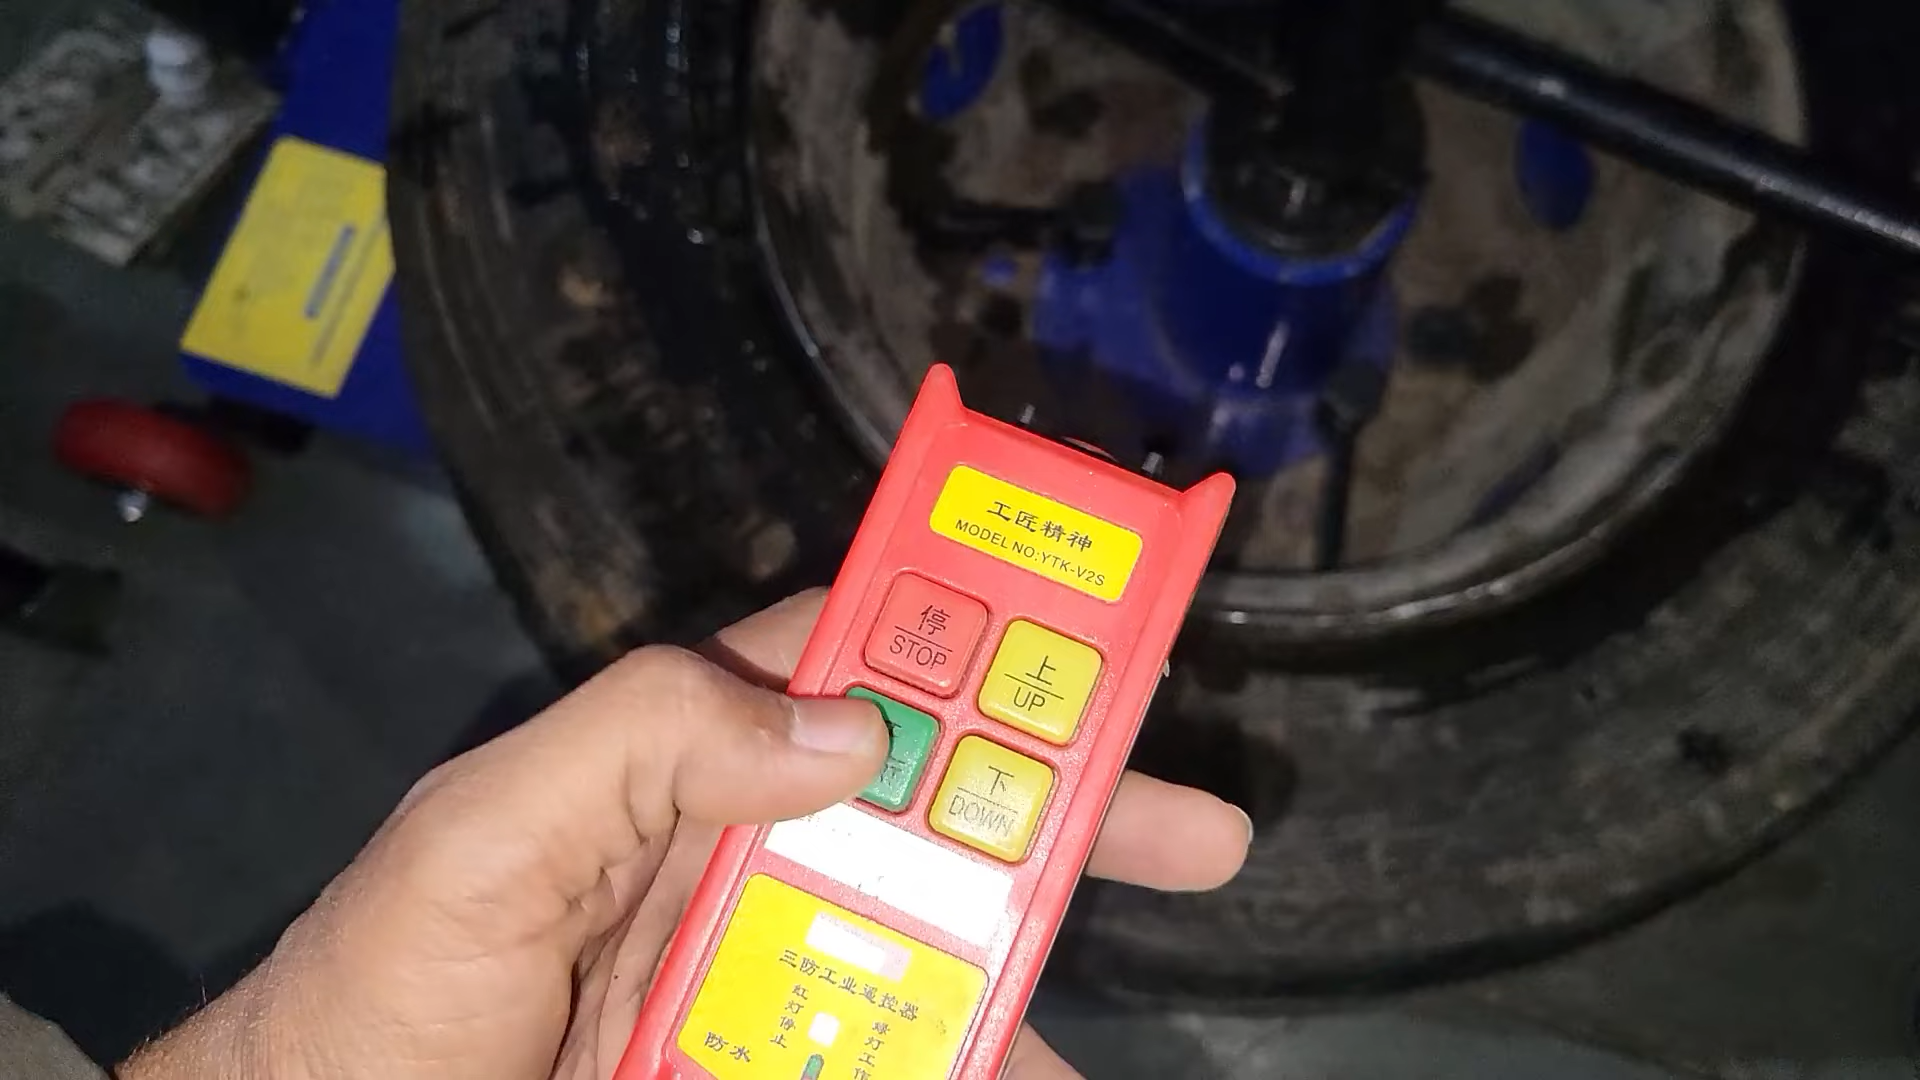 工匠精神
MODEL NO:YTK-V2S
停
STOP
上
UP
下
DOWN
三防工业遥控器
红灯停止
绿灯工作
防水